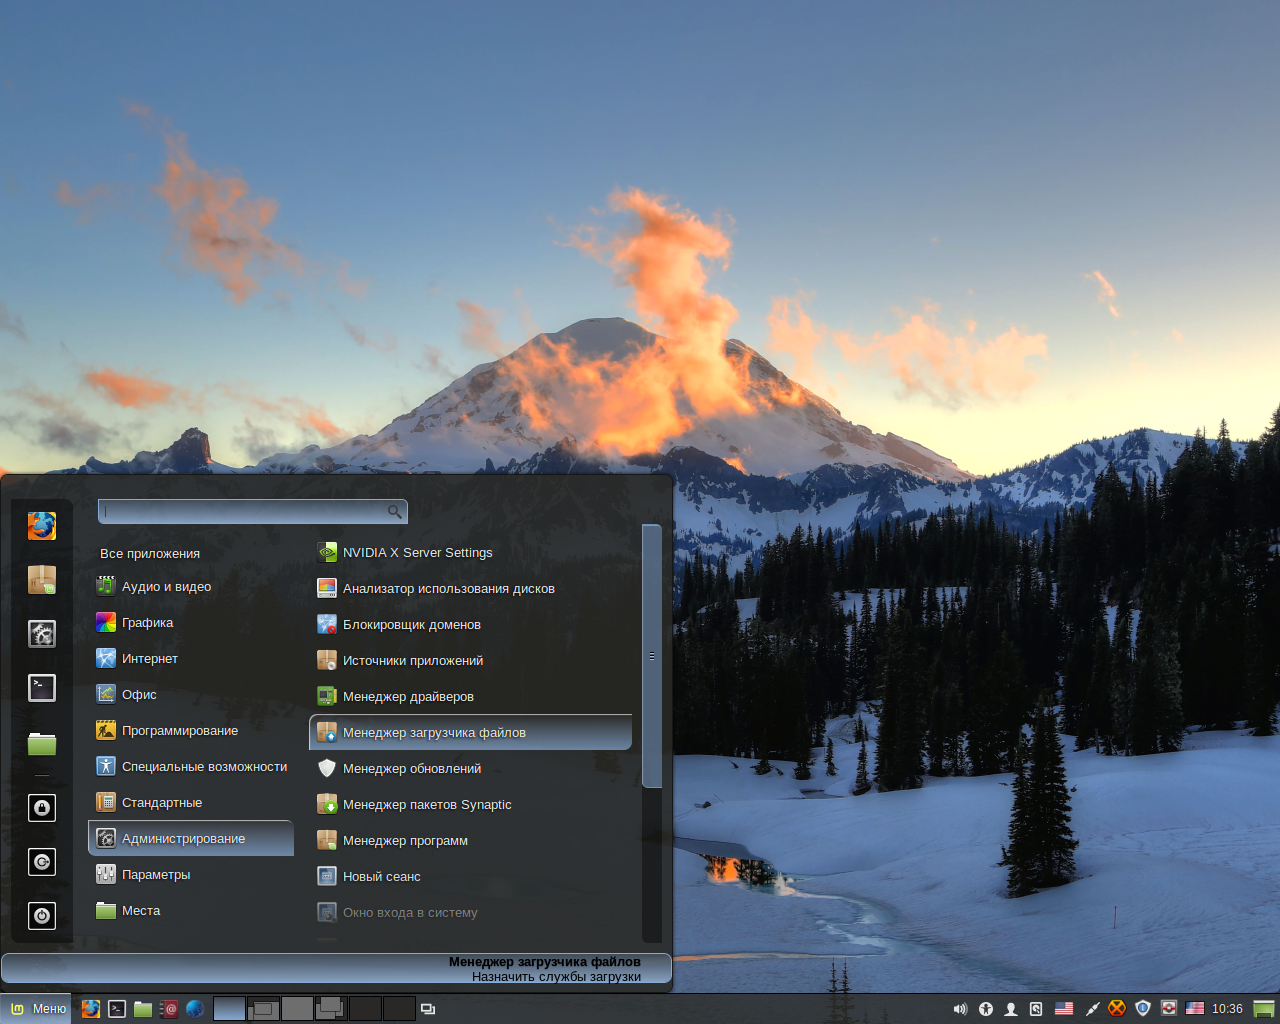 Все приложения
Аудио и видео
Графика
Интернет
Офис
Программирование
Специальные возможности
Стандартные
Администрирование
Параметры
Места
NVIDIA X Server Settings
Анализатор использования дисков
Блокировщик доменов
Источники приложений
Менеджер драйверов
Менеджер загрузчика файлов
Менеджер обновлений
Менеджер пакетов Synaptic
Менеджер программ
Новый сеанс
Окно входа в систему
Менеджер загрузчика файлов
Назначить службы загрузки
Меню
10:36